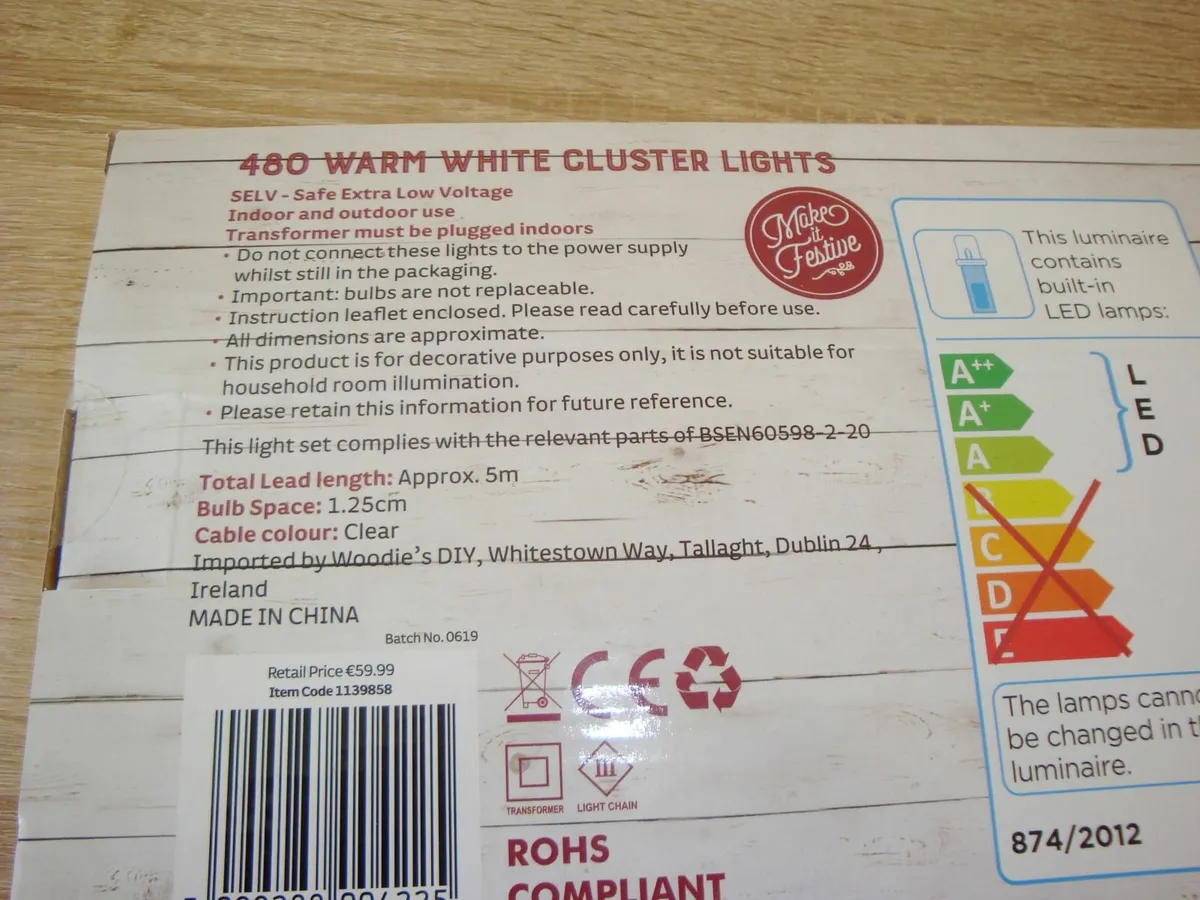 480 WARM WHITE CLUSTER LIGHTS
SELV - Safe Extra Low Voltage
Indoor and outdoor use
Transformer must be plugged indoors
• Do not connect these lights to the power supply
whilst still in the packaging.
• Important: bulbs are not replaceable.
• Instruction leaflet enclosed. Please read carefully before use.
• All dimensions are approximate.
• This product is for decorative purposes only, it is not suitable for
household room illumination.
• Please retain this information for future reference.
This light set complies with the relevant parts of BSEN60598-2-20
Total Lead length: Approx. 5m
Bulb Space: 1.25cm
Cable colour: Clear
Imported by Woodie's DIY, Whitestown Way, Tallaght, Dublin 24,
Ireland
MADE IN CHINA
Batch No. 0619
Retail Price €59.99
Item Code 1139858
CE
III
TRANSFORMER
LIGHT CHAIN
ROHS
COMPLIANT
Make
it
Festive
This luminaire
contains
built-in
LED lamps:
A++
A+
A
B
C
D
E
L
E
D
The lamps
be changed in
luminaire.
874/2012